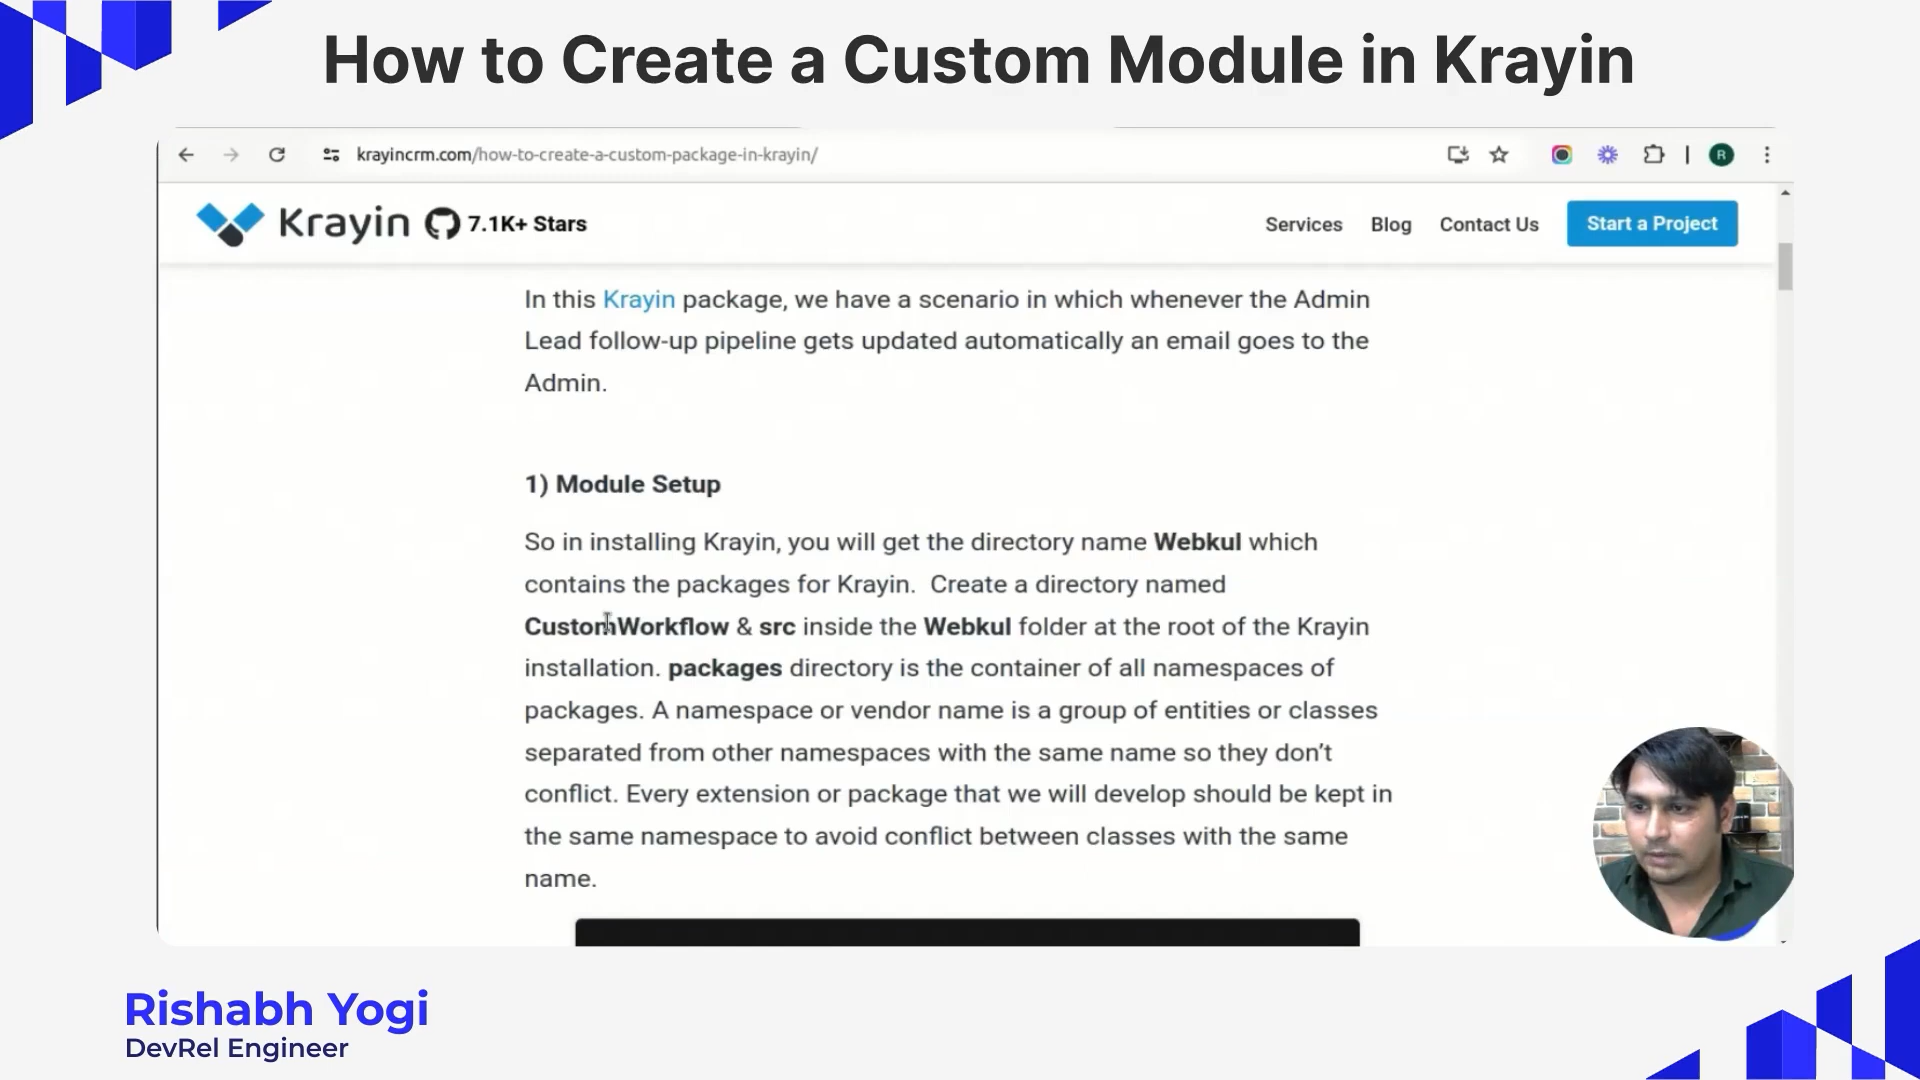 How to Create a Custom Module in Krayin
krayincrm.com/how-to-create-a-custom-package-in-krayin/
R
Krayin 7.1K+ Stars
Services Blog Contact Us Start a Project
In this Krayin package, we have a scenario in which whenever the Admin
Lead follow-up pipeline gets updated automatically an email goes to the
Admin.
1) Module Setup
So in installing Krayin, you will get the directory name Webkul which
contains the packages for Krayin. Create a directory named
CustomWorkflow & src inside the Webkul folder at the root of the Krayin
installation. packages directory is the container of all namespaces of
packages. A namespace or vendor name is a group of entities or classes
separated from other namespaces with the same name so they don't
conflict. Every extension or package that we will develop should be kept in
the same namespace to avoid conflict between classes with the same
name.
Rishabh Yogi
DevRel Engineer